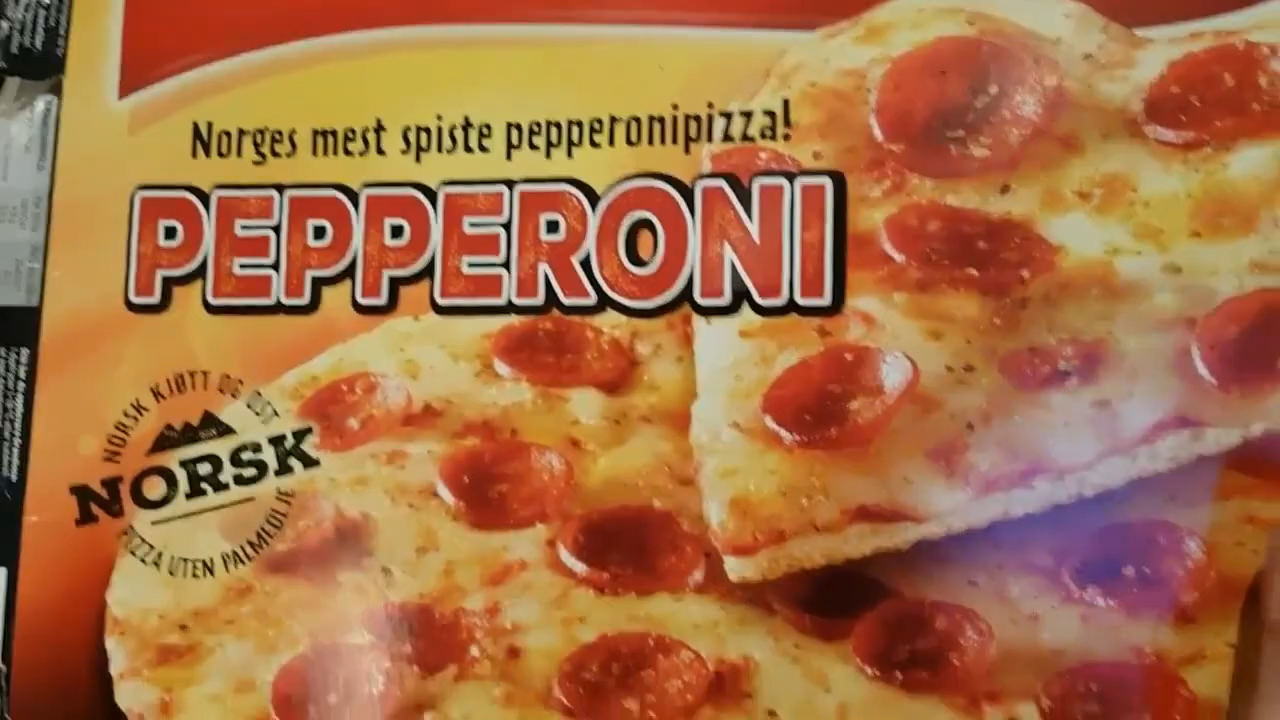 Norges mest spiste pepperonipizza!
PEPPERONI
NORSK KJØTT OG OST
NORSK
PIZZA UTEN PALMEOLJE